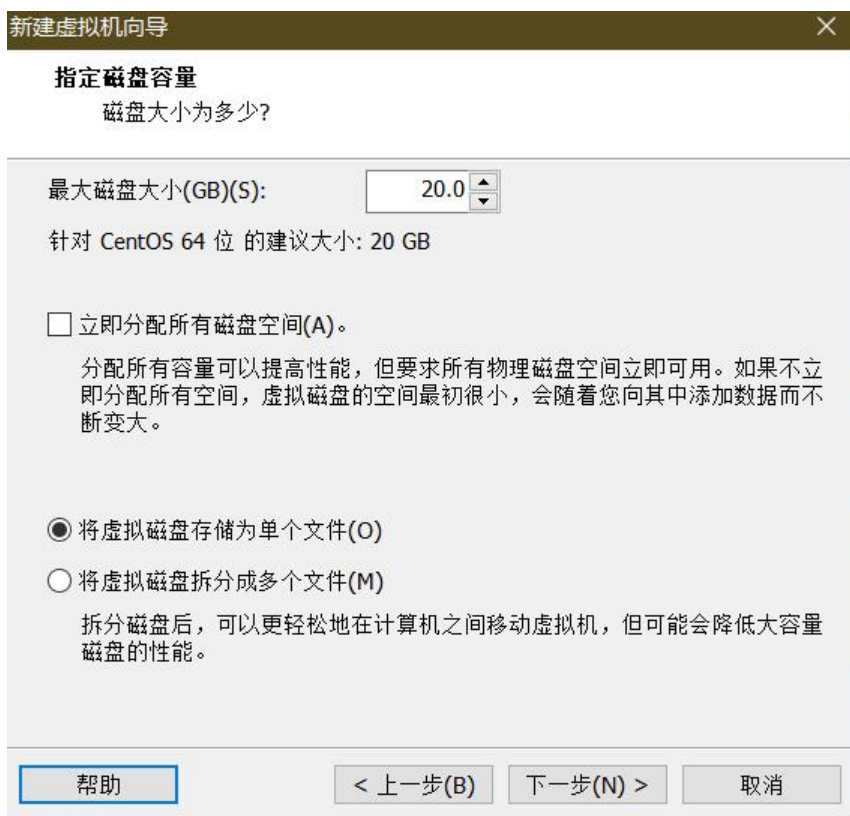 新建虚拟机向导
指定磁盘容量
磁盘大小为多少?
最大磁盘大小(GB)(S): 20.0
针对 CentOS 64 位 的建议大小: 20 GB
立即分配所有磁盘空间(A)。
分配所有容量可以提高性能，但要求所有物理磁盘空间立即可用。如果不立
即分配所有空间，虚拟磁盘的空间最初很小，会随着您向其中添加数据而不
断变大。
将虚拟磁盘存储为单个文件(O)
将虚拟磁盘拆分成多个文件(M)
拆分磁盘后，可以更轻松地在计算机之间移动虚拟机，但可能会降低大容量
磁盘的性能。
帮助 < 上一步(B) 下一步(N) > 取消